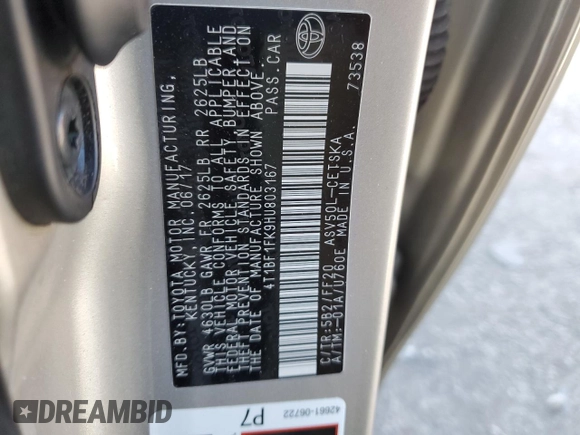 MFD.BY:TOYOTA MOTOR MANUFACTURING,
KENTUCKY, INC.06/17
GVWR 4630LB GAWR FR 2625LB RR 2625LB
THIS VEHICLE CONFORMS TO ALL APPLICABLE
FEDERAL MOTOR VEHICLE SAFETY, BUMPER, AND
THEFT PREVENTION STANDARDS IN EFFECT ON
THE DATE OF MANUFACTURE SHOWN ABOVE.
4T1BF1FK9HU803167 PASS.CAR
C/TR:5B2/FF20 ASV50L-CETSKA
A/TM:-01A/U760E MADE IN U.S.A. 73538
42661-06722
P7
DREAMBID